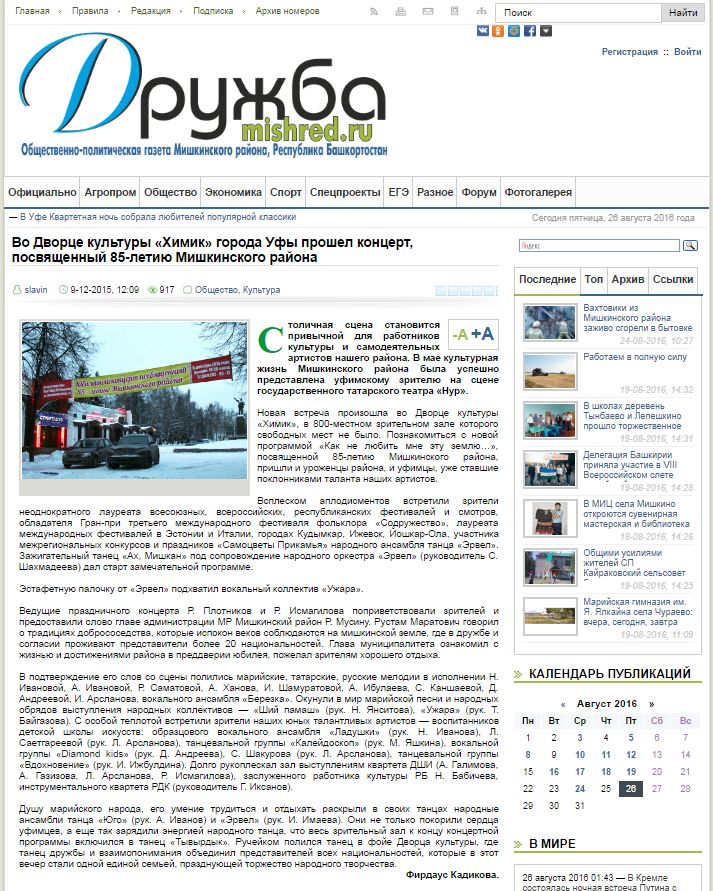 Главная › Правила › Редакция › Подписка › Архив номеров
Поиск
Найти
Регистрация :: Войти
Дружба
mishred.ru
Общественно-политическая газета Мишкинского района, Республика Башкортостан
Официально Агропром Общество Экономика Спорт Спецпроекты ЕГЭ Разное Форум Фотогалерея
— В Уфе Квартетная ночь собрала любителей популярной классики
Сегодня пятница, 26 августа 2016 года
Во Дворце культуры «Химик» города Уфы прошел концерт,
посвященный 85-летию Мишкинского района
slavin 9-12-2015, 12:09 917 Общество, Культура
-А +А
Столичная сцена становится
привычной для работников
культуры и самодеятельных
артистов нашего района. В мае культурная
жизнь Мишкинского района была успешно
представлена уфимскому зрителю на сцене
государственного татарского театра «Нур».
Новая встреча произошла во Дворце культуры
«Химик», в 800-местном зрительном зале которого
свободных мест не было. Познакомиться с новой
программой «Как не любить мне эту землю…»,
посвященной 85-летию Мишкинского района,
пришли и уроженцы района, и уфимцы, уже ставшие
поклонниками таланта наших артистов.
Всплеском аплодисментов встретили зрители
неоднократного лауреата всесоюзных, всероссийских, республиканских фестивалей и смотров,
обладателя Гран-при третьего международного фестиваля фольклора «Содружество», лауреата
международных фестивалей в Эстонии и Италии, городах Кудымкар, Ижевск, Йошкар-Ола, участника
межрегиональных конкурсов и праздников «Самоцветы Прикамья» народного ансамбля танца «Эрвел».
Зажигательный танец «Ах, Мишкан» под сопровождение народного оркестра «Эрвел» (руководитель С.
Шахмадеева) дал старт замечательной программе.
Эстафетную палочку от «Эрвел» подхватил вокальный коллектив «Ужара».
Ведущие праздничного концерта Р. Плотников и Р. Исмагилова поприветствовали зрителей и
предоставили слово главе администрации МР Мишкинский район Р. Мусину. Рустам Маратович говорил
о традициях добрососедства, которые испокон веков соблюдаются на мишкинской земле, где в дружбе и
согласии проживают представители более 20 национальностей. Глава муниципалитета ознакомил с
жизнью и достижениями района в преддверии юбилея, пожелал зрителям хорошего отдыха.
В подтверждение его слов со сцены полились марийские, татарские, русские мелодии в исполнении Н.
Ивановой, А. Ивановой, Р. Саматовой, А. Ханова, И. Шамуратовой, А. Ибулаева, С. Каншаевой, Д.
Андреевой, И. Арсланова, вокального ансамбля «Березка». Окунули в мир марийской песни и народных
обрядов выступления народных коллективов — «Ший памаш» (рук. Н. Янситова), «Ужара» (рук. Т.
Байгазова). С особой теплотой встретили зрители наших юных талантливых артистов — воспитанников
детской школы искусств: образцового вокального ансамбля «Ладушки» (рук. Н. Иванова), Л.
Саетгареевой (рук. Л. Арсланова), танцевальной группы «Калейдоскоп» (рук. М. Яшкина), вокальной
группы «Diamond kids» (рук. Д. Андреева), С. Шакурова (рук. Л. Арсланова), танцевальной группы
«Вдохновение» (рук. И. Ижбулдина). Долго рукоплескал зал выступлениям квартета ДШИ (А. Галимова,
А. Газизова, Л. Арсланова, Р. Исмагилова), заслуженного работника культуры РБ Н. Бабичева,
инструментального квартета РДК (руководитель Г. Иксанов).
Душу марийского народа, его умение трудиться и отдыхать раскрыли в своих танцах народные
ансамбли танца «Юго» (рук. А. Иванов) и «Эрвел» (рук. И. Имаева). Они не только покорили сердца
уфимцев, а еще так зарядили энергией народного танца, что весь зрительный зал к концу концертной
программы включился в танец «Тывырдык». Ручейком полился танец в фойе Дворца культуры, где
танец дружбы и взаимопонимания объединил представителей всех национальностей, которые в этот
вечер стали одной единой семьей, празднующей торжество народного творчества.
Фирдаус Кадикова.
Яндекс
Последние Топ Архив Ссылки
Вахтовики из
Мишкинского района
заживо сгорели в бытовке
24-08-2016, 10:27
Работаем в полную силу
19-08-2016, 14:32
В школах деревень
Тынбаево и Лепешкино
прошло торжественное
19-08-2016, 14:31
Делегация Башкирии
приняла участие в VIII
Всероссийском слете
19-08-2016, 14:28
В МИЦ села Мишкино
откроются сувенирная
мастерская и библиотека
19-08-2016, 14:26
Общими усилиями
жителей СП
Кайраковский сельсовет
19-08-2016, 14:25
Марийская гимназия им.
Я. Ялкайна села Чураево:
вчера, сегодня, завтра
19-08-2016, 11:09
КАЛЕНДАРЬ ПУБЛИКАЦИЙ
« Август 2016 »
Пн Вт Ср Чт Пт Сб Вс
1 2 3 4 5 6 7
8 9 10 11 12 13 14
15 16 17 18 19 20 21
22 23 24 25 26 27 28
29 30 31
В МИРЕ
26 августа 2016 01:43 — В Кремле
состоялась ночная встреча Путина с